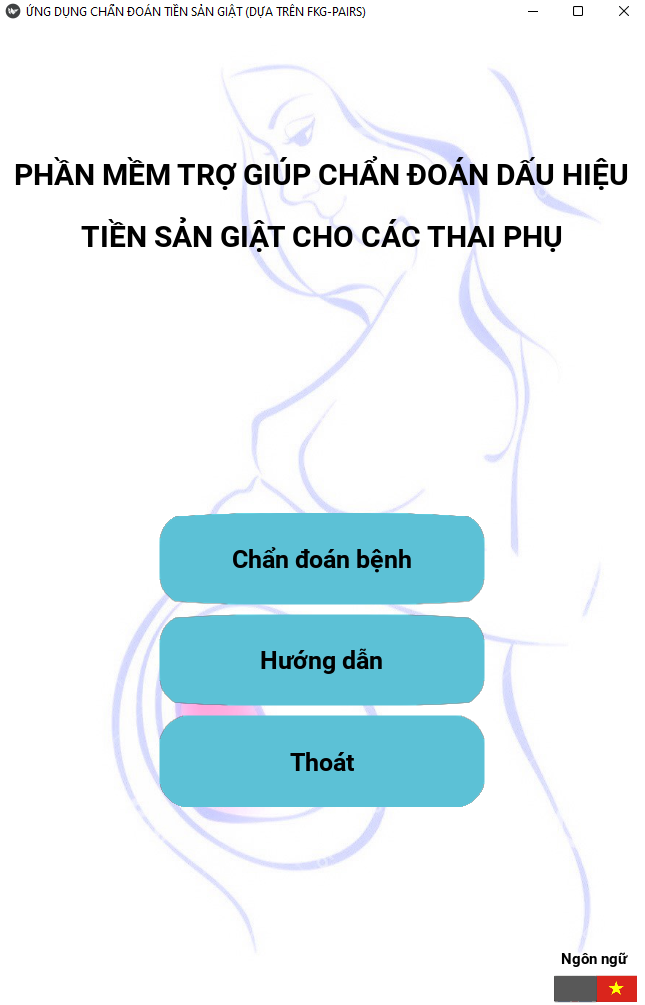 ỨNG DỤNG CHẨN ĐOÁN TIỀN SẢN GIẬT (DỰA TRÊN FKG-PAIRS)
PHẦN MỀM TRỢ GIÚP CHẨN ĐOÁN DẤU HIỆU
TIỀN SẢN GIẬT CHO CÁC THAI PHỤ
Chẩn đoán bệnh
Hướng dẫn
Thoát
Ngôn ngữ